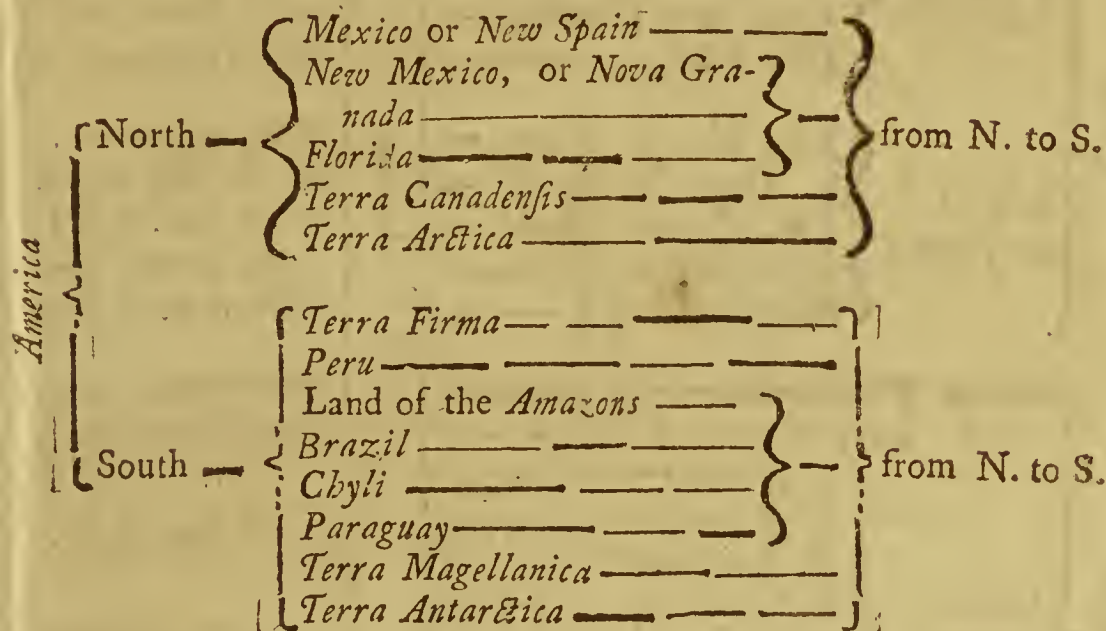 Mexico or New Spain
New Mexico, or Nova Gra-
nada
North
from N. to S.
Florida
Terra Canadenſis
Terra Arctica
America
Terra Firma
Peru
Land of the Amazons
Brazil
South
from N. to S.
Chyli
Paraguay
Terra Magellanica
Terra Antarctica